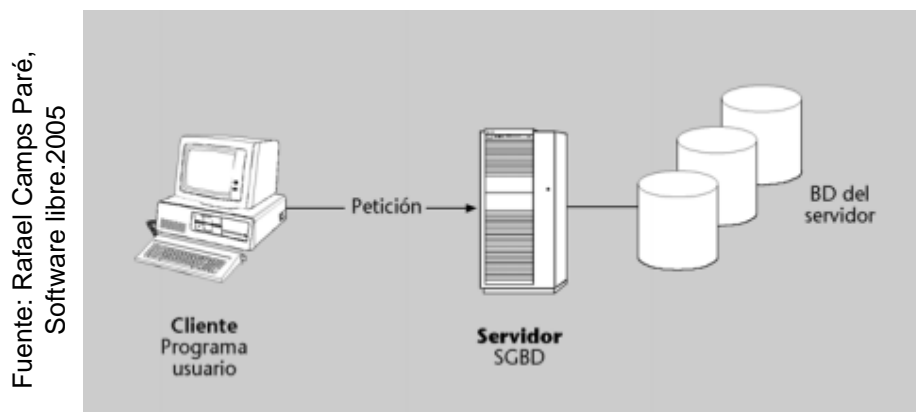 Fuente: Rafael Camps Paré,
Software libre.2005
Petición
BD del
servidor
Cliente
Programa
usuario
Servidor
SGBD